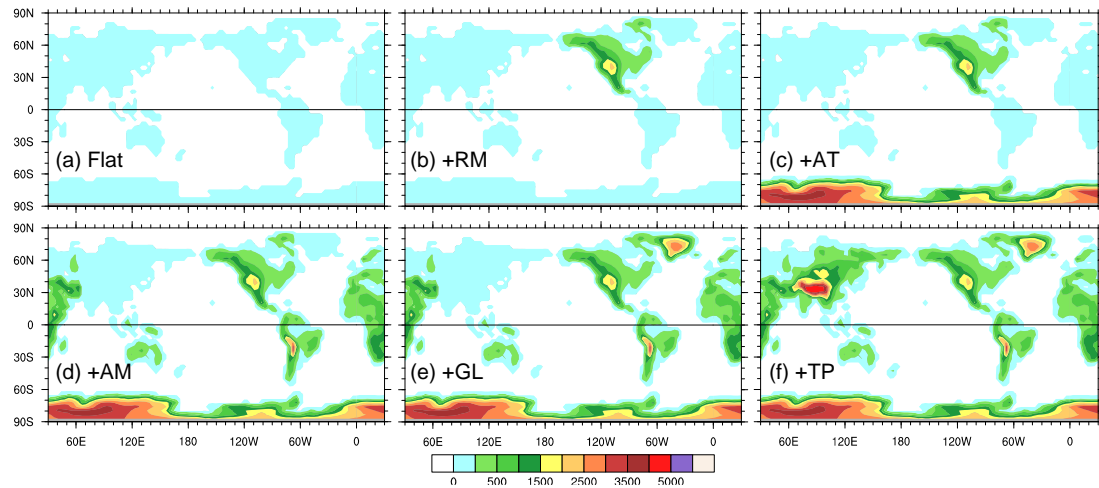 90N
60N
30N
0
30S
60S
90S
(a) Flat
(b) +RM
(c) +AT
90N
60N
30N
0
30S
60S
90S
(d) +AM
(e) +GL
(f) +TP
60E 120E 180 120W 60W 0
60E 120E 180 120W 60W 0
60E 120E 180 120W 60W 0
0 500 1500 2500 3500 5000